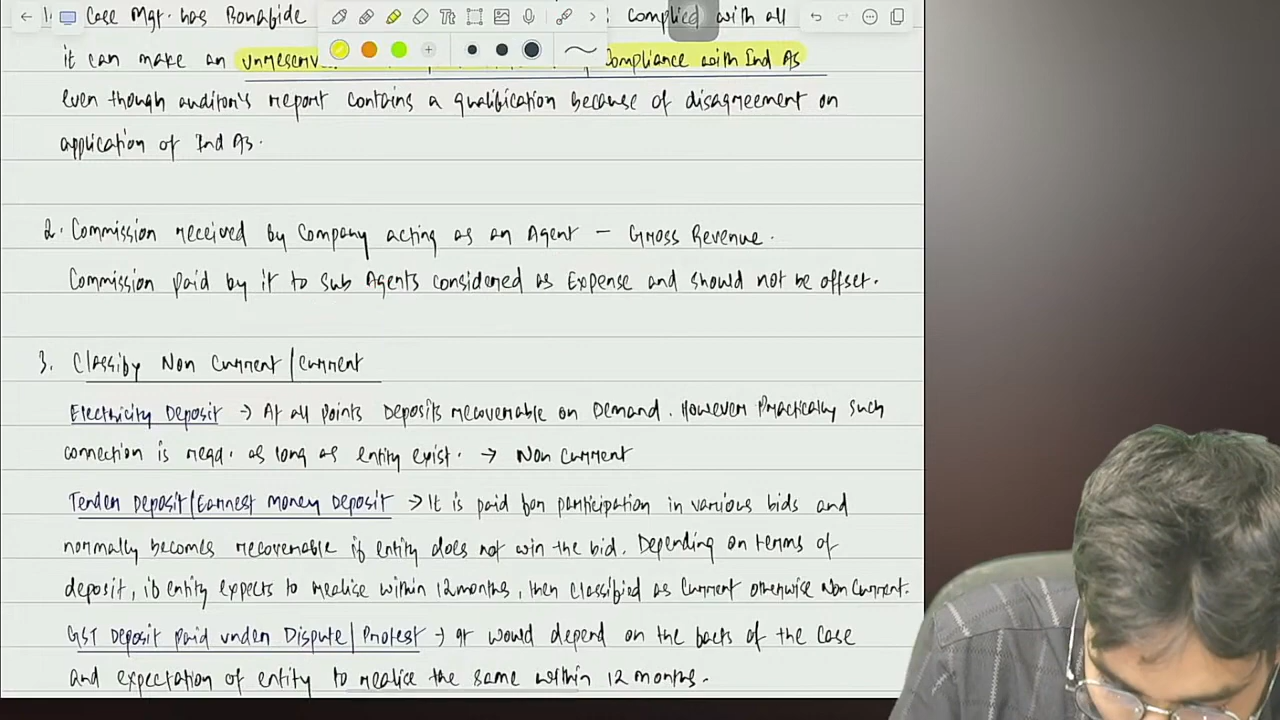 1. Case Mgt. has Bonafide complied with all
it can make an unreserv compliance with Ind AS
even though auditor's report contains a qualification because of disagreement on
application of Ind AS.
2. Commission received by Company acting as an Agent - Gross Revenue.
Commission paid by it to sub Agents considered as Expense and should not be offset.
3. Classify Non Current/Current
Electricity Deposit → At all points Deposits recoverable on Demand. However Practically such
connection is reqd. as long as entity exist. → Non Current
Tender Deposit/Earnest Money Deposit → It is paid for participation in various bids and
normally becomes recoverable if entity does not win the bid. Depending on terms of
deposit, if entity expects to realise within 12 months, then classified as Current otherwise Non Current.
GST Deposit paid under Dispute/Protest → It would depend on the facts of the case
and expectation of entity to realise the same within 12 months.